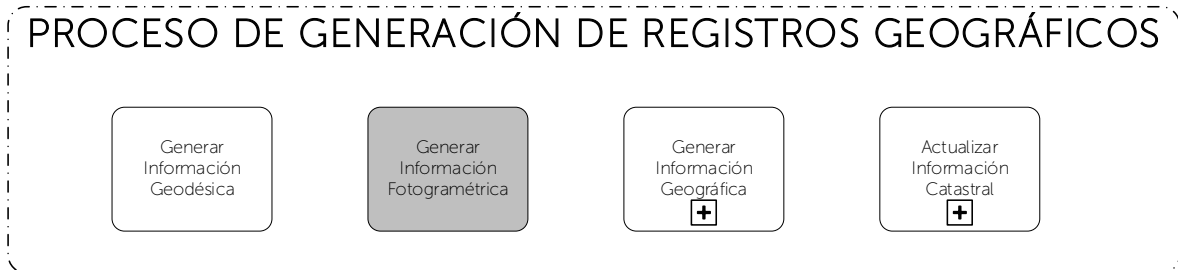 PROCESO DE GENERACIÓN DE REGISTROS GEOGRÁFICOS
Generar
Información
Geodésica
Generar
Información
Fotogramétrica
Generar
Información
Geográfica
Actualizar
Información
Catastral